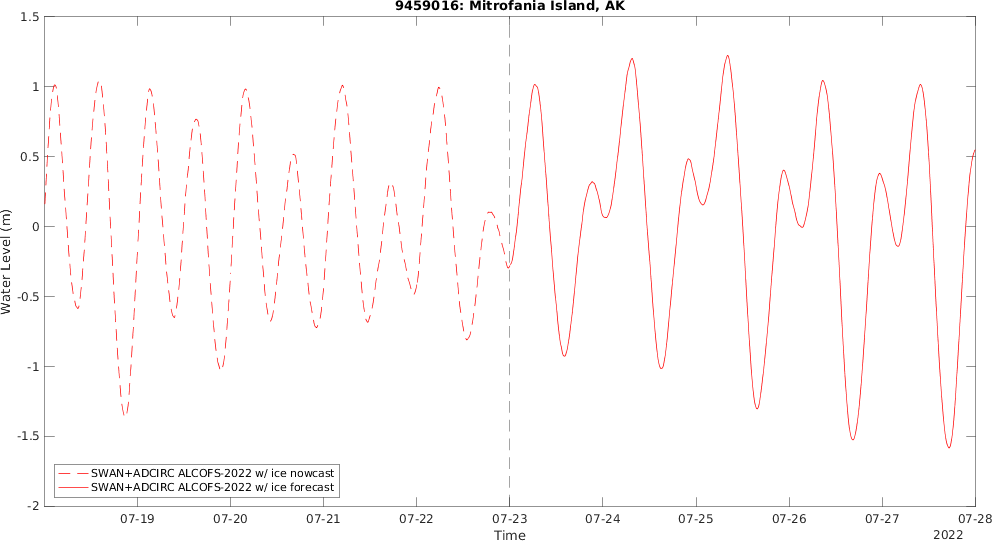 9459016: Mitrofania Island, AK
1.5
1
0.5
0
-0.5
-1
-1.5
-2
Water Level (m)
SWAN+ADCIRC ALCOFS-2022 w/ ice nowcast
SWAN+ADCIRC ALCOFS-2022 w/ ice forecast
07-19 07-20 07-21 07-22 07-23 07-24 07-25 07-26 07-27 07-28
Time
2022